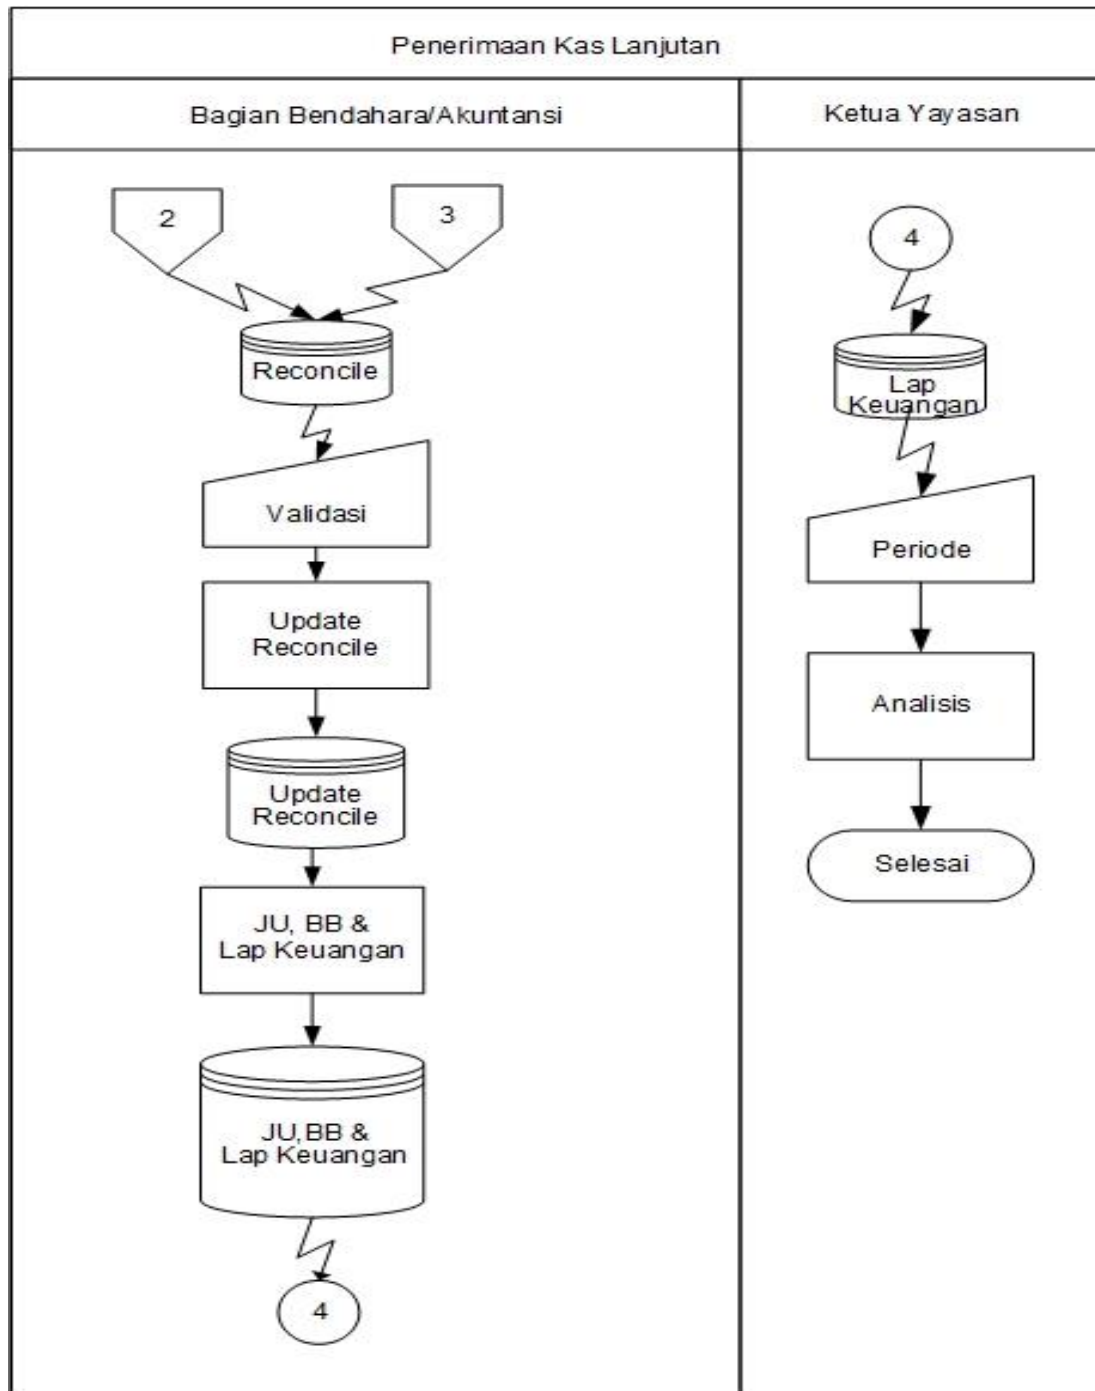 Penerimaan Kas Lanjutan
Bagian Bendahara/Akuntansi
Ketua Yayasan
2
3
Reconcile
Validasi
Update
Reconcile
Update
Reconcile
JU, BB &
Lap Keuangan
JU,BB &
Lap Keuangan
4
4
Lap
Keuangan
Periode
Analisis
Selesai